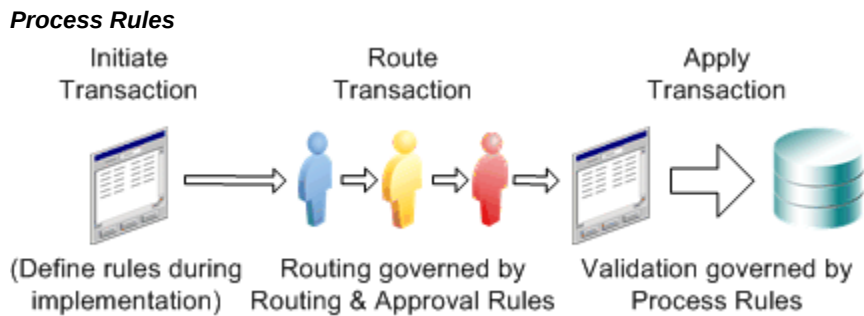 Process Rules
Initiate
Transaction
Route
Transaction
Apply
Transaction
(Define rules during
implementation)
Routing governed by
Routing & Approval Rules
Validation governed by
Process Rules